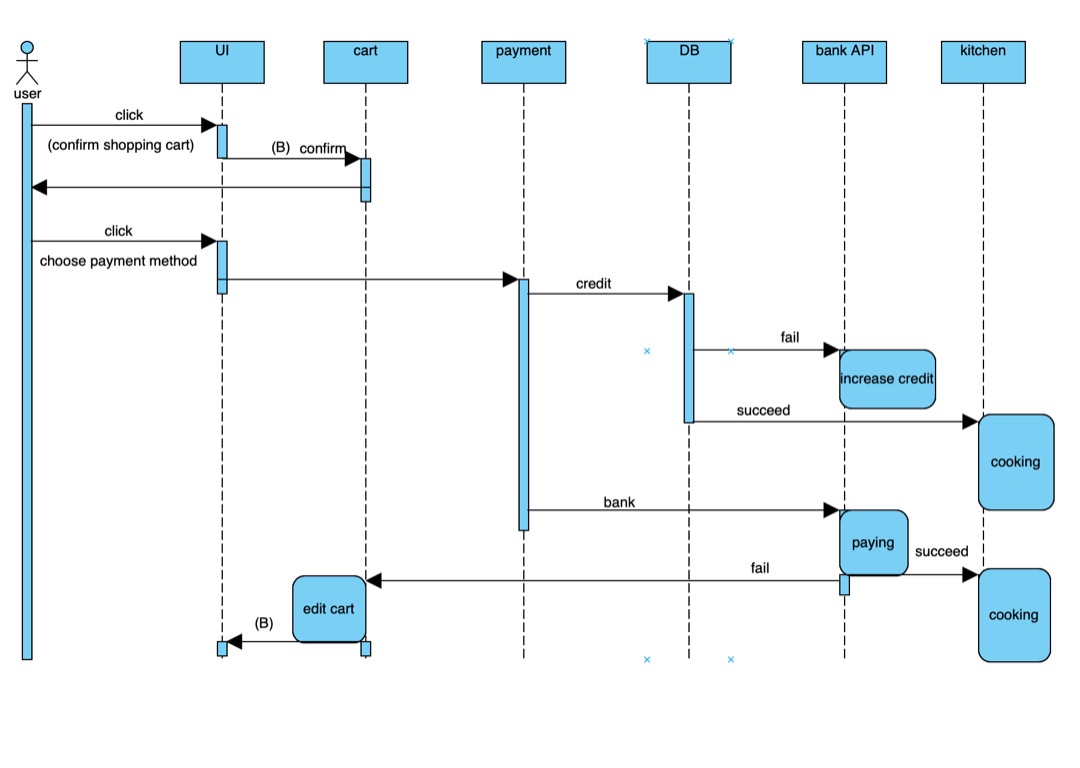 UI
cart
payment
DB
bank API
kitchen
user
click
(confirm shopping cart)
(B) confirm
click
choose payment method
credit
fail
increase credit
succeed
cooking
bank
paying
succeed
fail
edit cart
cooking
(B)